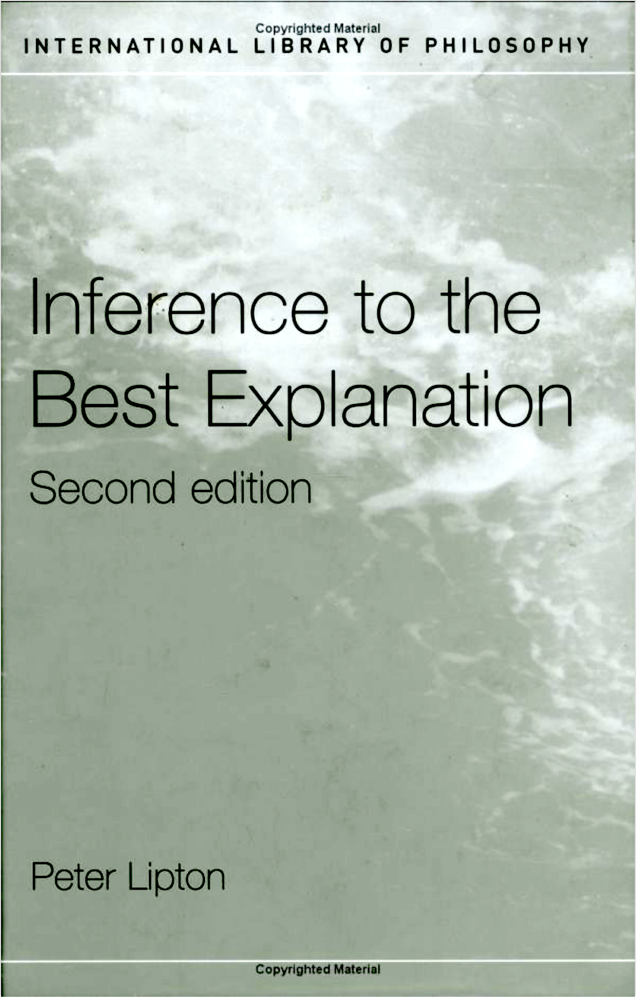 Copyrighted Material
INTERNATIONAL LIBRARY OF PHILOSOPHY
Inference to the
Best Explanation
Second edition
Peter Lipton
Copyrighted Material